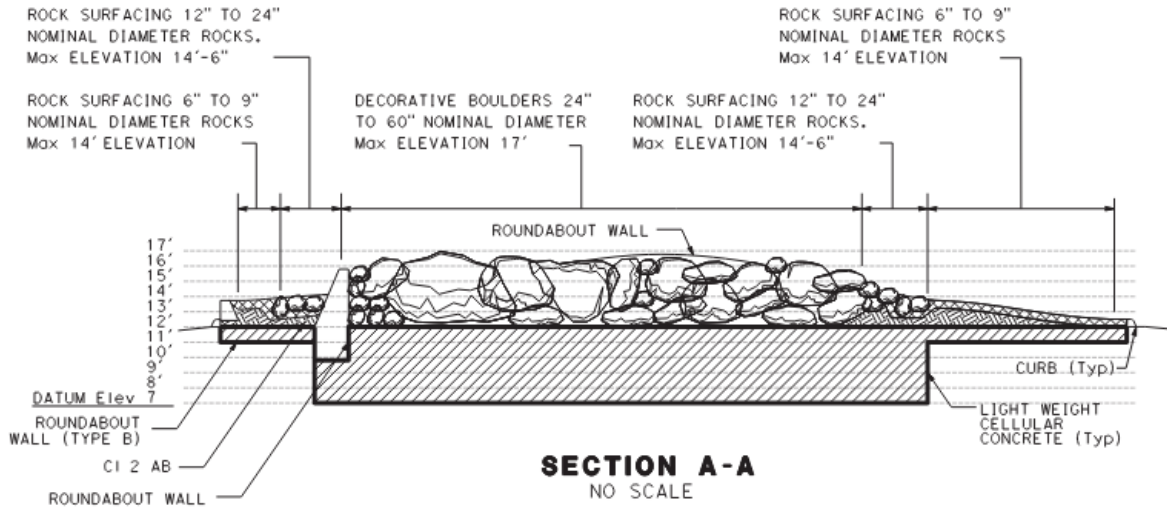 ROCK SURFACING 12" TO 24"
NOMINAL DIAMETER ROCKS.
Max ELEVATION 14'-6"
ROCK SURFACING 6" TO 9"
NOMINAL DIAMETER ROCKS
Max 14' ELEVATION
ROCK SURFACING 6" TO 9"
NOMINAL DIAMETER ROCKS
Max 14' ELEVATION
DECORATIVE BOULDERS 24"
TO 60" NOMINAL DIAMETER
Max ELEVATION 17'
ROCK SURFACING 12" TO 24"
NOMINAL DIAMETER ROCKS.
Max ELEVATION 14'-6"
ROUNDABOUT WALL
17'
16'
15'
14'
13'
12'
11'
10'
9'
8'
DATUM Elev 7
ROUNDABOUT
WALL (TYPE B)
Cl 2 AB
ROUNDABOUT WALL
CURB (Typ)
LIGHT WEIGHT
CELLULAR
CONCRETE (Typ)
SECTION A-A
NO SCALE